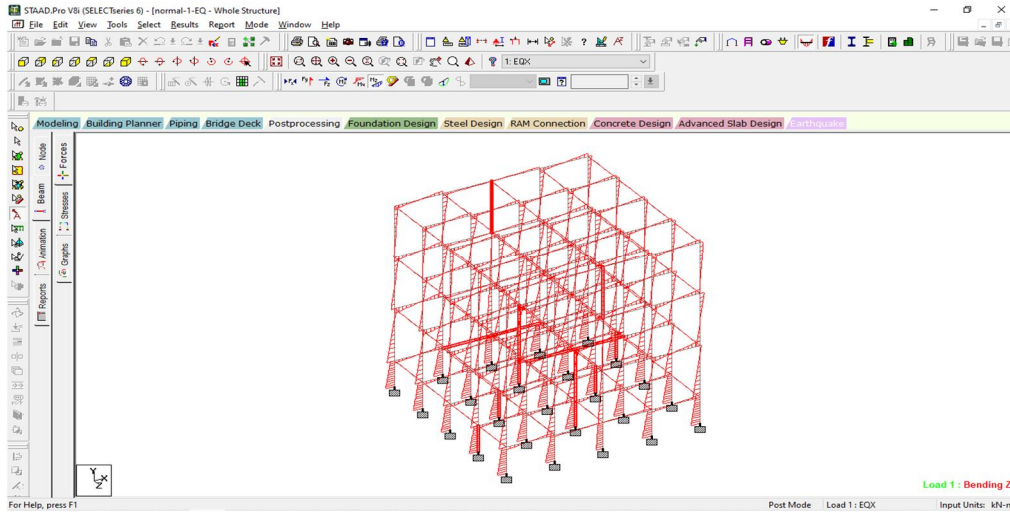 STAAD.Pro V8i (SELECTseries 6) - [normal-1-EQ - Whole Structure]
File Edit View Tools Select Results Report Mode Window Help
1: EQX
Modeling Building Planner Piping Bridge Deck Postprocessing Foundation Design Steel Design RAM Connection Concrete Design Advanced Slab Design Earthquake
Node
Beam
Animation
Reports
Forces
Stresses
Graphs
Y
X
Z
Load 1 : Bending Z
For Help, press F1 Post Mode Load 1 : EQX Input Units: kN-m